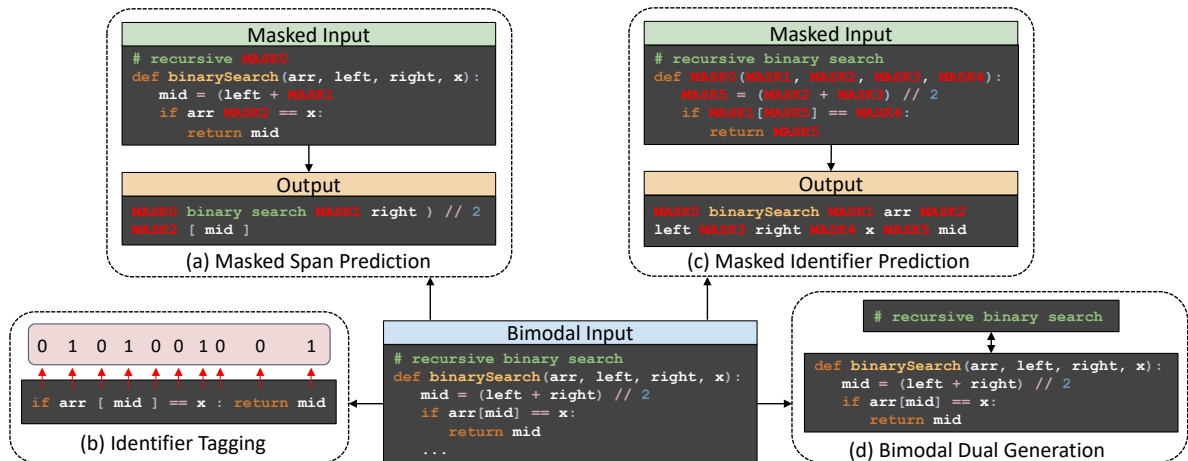 Masked Input
# recursive MASK0
def binarySearch(arr, left, right, x):
mid = (left + MASK1
if arr MASK2 == x:
return mid
Output
MASK0 binary search MASK1 right ) // 2
MASK2 [ mid ]
(a) Masked Span Prediction
Masked Input
# recursive binary search
def MASK0(MASK1, MASK2, MASK3, MASK4):
MASK5 = (MASK2 + MASK3) // 2
if MASK1[MASK5] == MASK4:
return MASK5
Output
MASK0 binarySearch MASK1 arr MASK2
left MASK3 right MASK4 x MASK5 mid
(c) Masked Identifier Prediction
0 1 0 1 0 0 1 0 0 1
if arr [ mid ] == x : return mid
(b) Identifier Tagging
Bimodal Input
# recursive binary search
def binarySearch(arr, left, right, x):
mid = (left + right) // 2
if arr[mid] == x:
return mid
...
# recursive binary search
def binarySearch(arr, left, right, x):
mid = (left + right) // 2
if arr[mid] == x:
return mid
(d) Bimodal Dual Generation